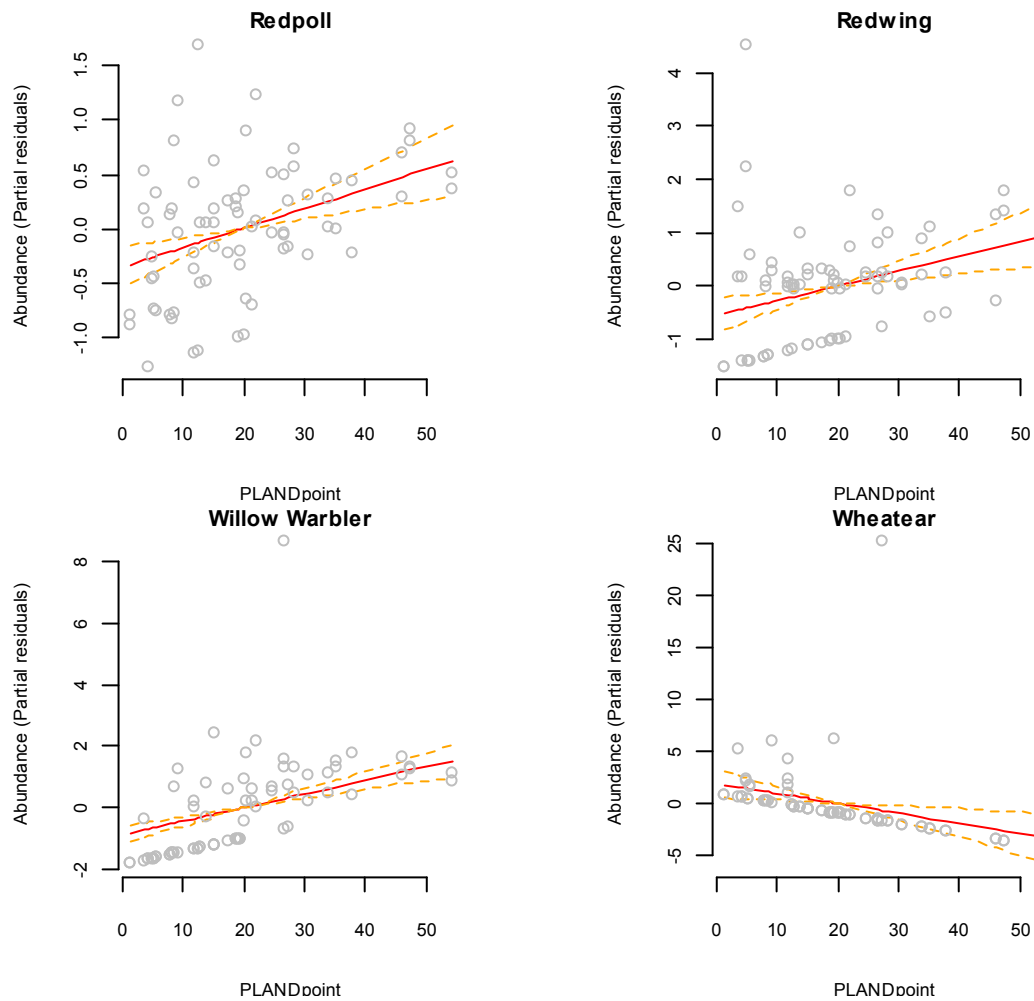 Redpoll
Abundance (Partial residuals)
1.5
1.0
0.5
0.0
-0.5
-1.0
0 10 20 30 40 50
PLANDpoint
Redwing
Abundance (Partial residuals)
4
3
2
1
0
-1
0 10 20 30 40 50
PLANDpoint
Willow Warbler
Abundance (Partial residuals)
8
6
4
2
0
-2
0 10 20 30 40 50
PLANDpoint
Wheatear
Abundance (Partial residuals)
25
20
15
10
5
0
-5
0 10 20 30 40 50
PLANDpoint